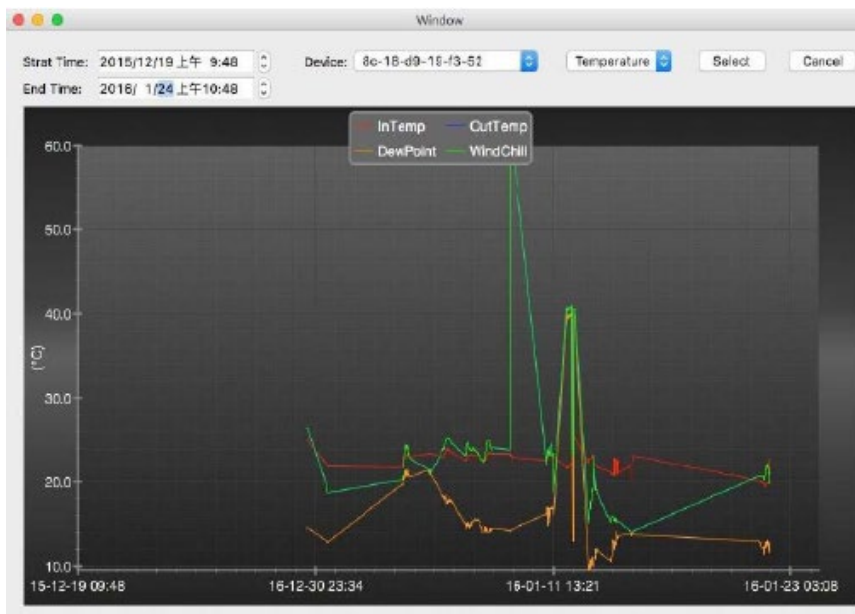 Window
Strat Time: 2015/12/19 上午 9:48 Device: 8c-18-d9-18-f3-52 Temperature Select Cancel
End Time: 2016/ 1/24 上午10:48
InTemp OutTemp
DewPoint WindChill
60.0
50.0
40.0
(°C)
30.0
20.0
10.0
15-12-19 09:48 16-12-30 23:34 16-01-11 13:21 16-01-23 03:08